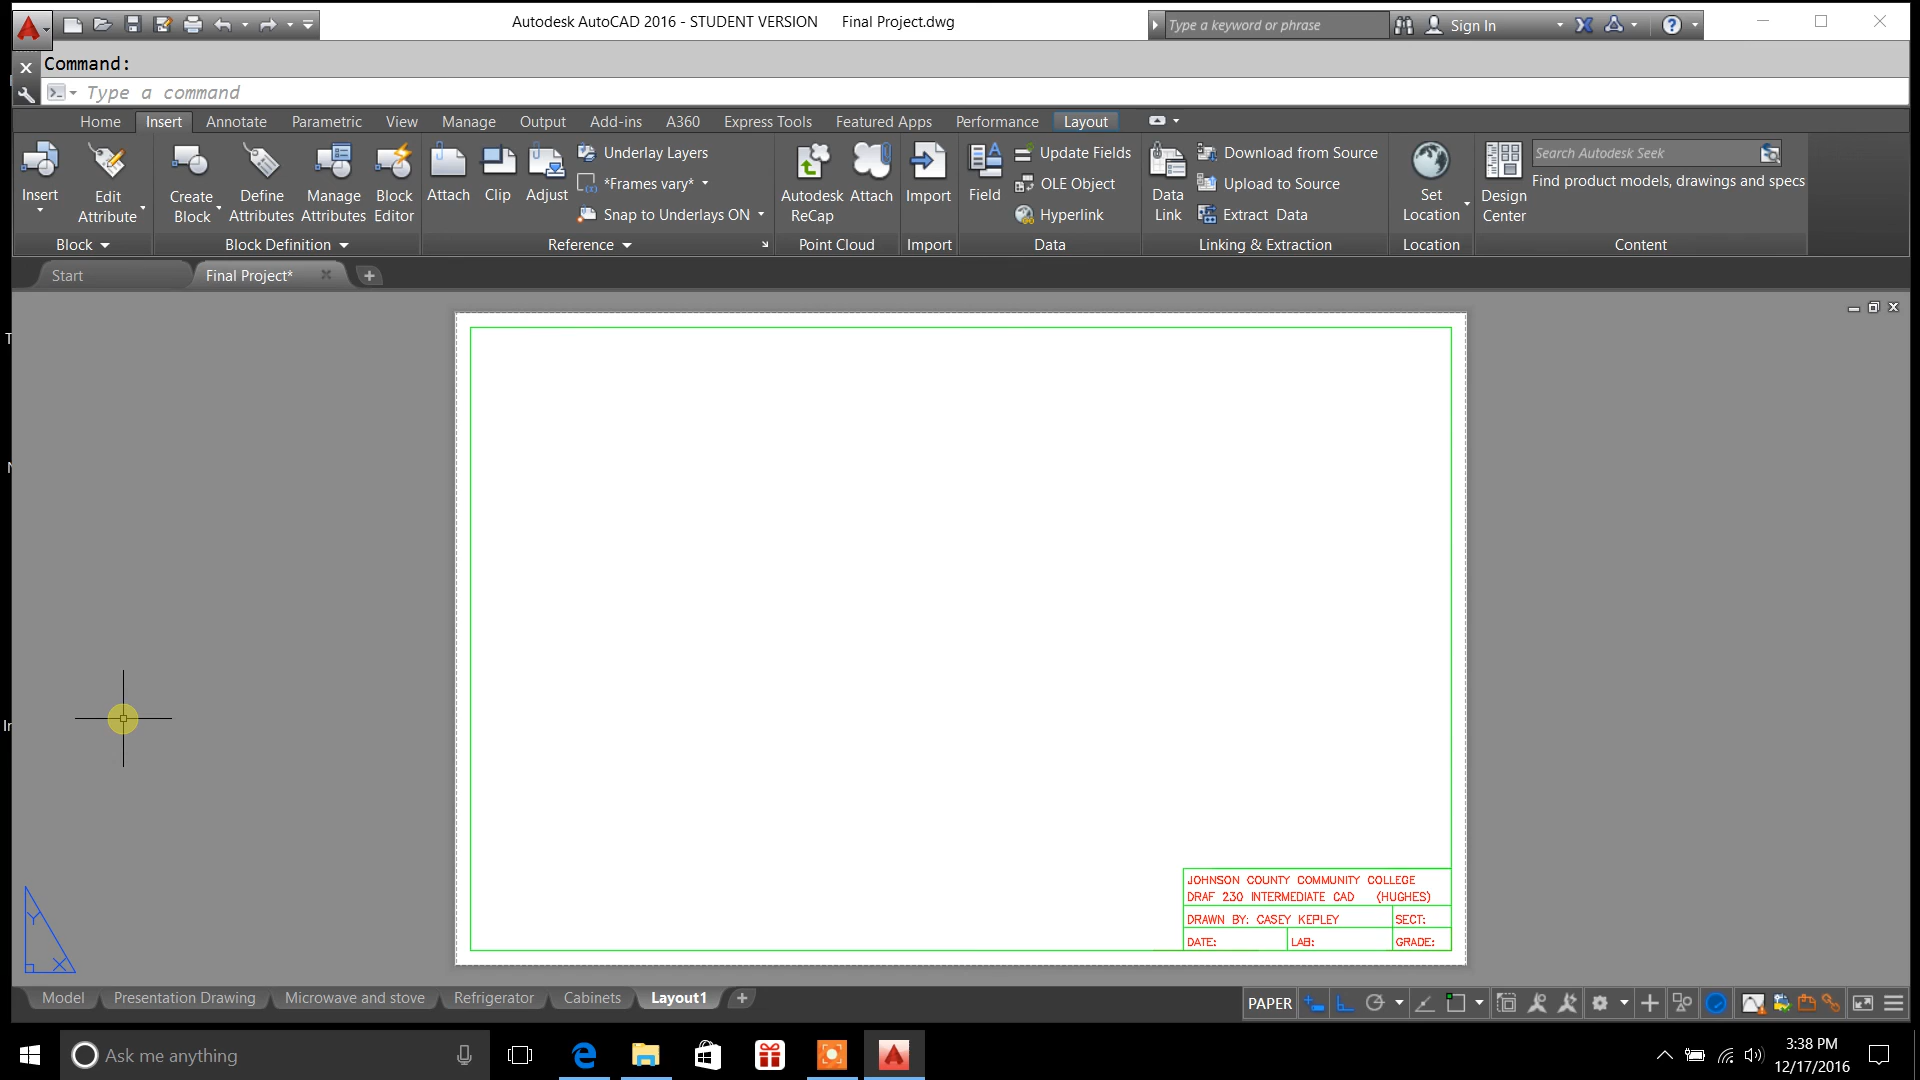 Autodesk AutoCAD 2016 - STUDENT VERSION Final Project.dwg
Type a keyword or phrase
Sign In
Command:
Type a command
Home Insert Annotate Parametric View Manage Output Add-ins A360 Express Tools Featured Apps Performance Layout
Insert
Edit Attribute
Block
Create Block
Define Attributes
Manage Attributes
Block Editor
Block Definition
Attach
Clip
Adjust
Underlay Layers
*Frames vary*
Snap to Underlays ON
Reference
Autodesk ReCap
Attach
Point Cloud
Import
Import
Field
Update Fields
OLE Object
Hyperlink
Data
Data Link
Download from Source
Upload to Source
Extract Data
Linking & Extraction
Set Location
Location
Design Center
Search Autodesk Seek
Find product models, drawings and specs
Content
Start
Final Project*
JOHNSON COUNTY COMMUNITY COLLEGE
DRAF 230 INTERMEDIATE CAD (HUGHES)
DRAWN BY: CASEY KEPLEY SECT:
DATE: LAB: GRADE:
Y
X
Model Presentation Drawing Microwave and stove Refrigerator Cabinets Layout1
PAPER
Ask me anything
3:38 PM
12/17/2016